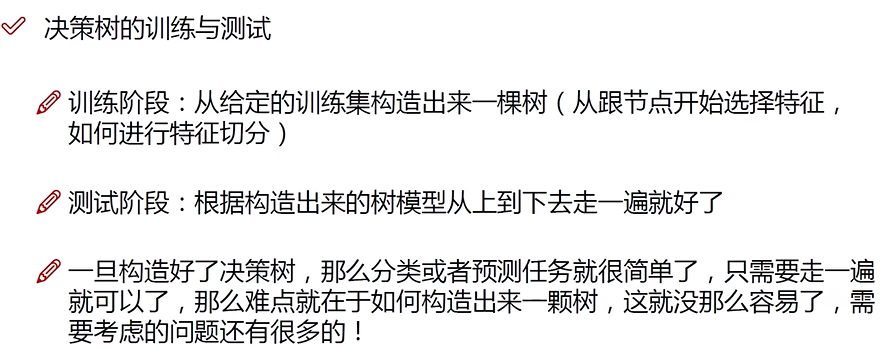 决策树的训练与测试
训练阶段：从给定的训练集构造出来一棵树（从跟节点开始选择特征，
如何进行特征切分）
测试阶段：根据构造出来的树模型从上到下去走一遍就好了
一旦构造好了决策树，那么分类或者预测任务就很简单了，只需要走一遍
就可以了，那么难点就在于如何构造出来一颗树，这就没那么容易了，需
要考虑的问题还有很多的！